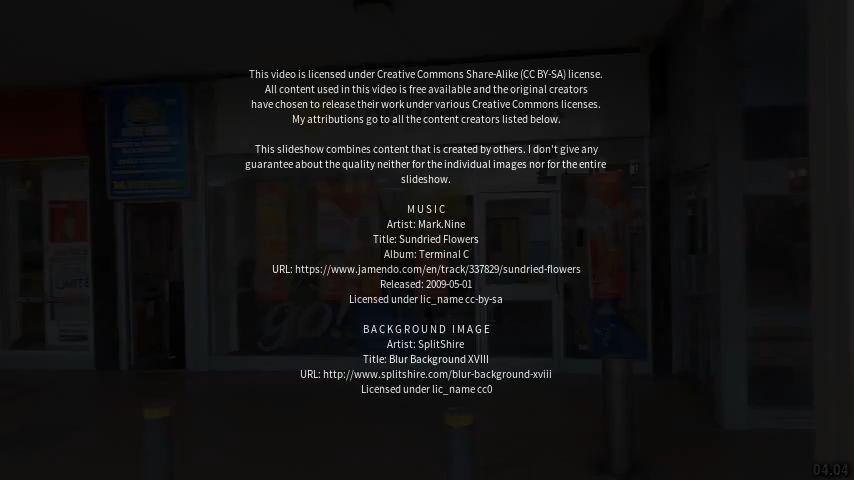 This video is licensed under Creative Commons Share-Alike (CC BY-SA) license.
All content used in this video is free available and the original creators
have chosen to release their work under various Creative Commons licenses.
My attributions go to all the content creators listed below.
This slideshow combines content that is created by others. I don't give any
guarantee about the quality neither for the individual images nor for the entire
slideshow.
MUSIC
Artist: Mark.Nine
Title: Sundried Flowers
Album: Terminal C
URL: https://www.jamendo.com/en/track/337829/sundried-flowers
Released: 2009-05-01
Licensed under lic_name cc-by-sa
go!
BACKGROUND IMAGE
Artist: SplitShire
Title: Blur Background XVIII
URL: http://www.splitshire.com/blur-background-xviii
Licensed under lic_name cc0
04:04